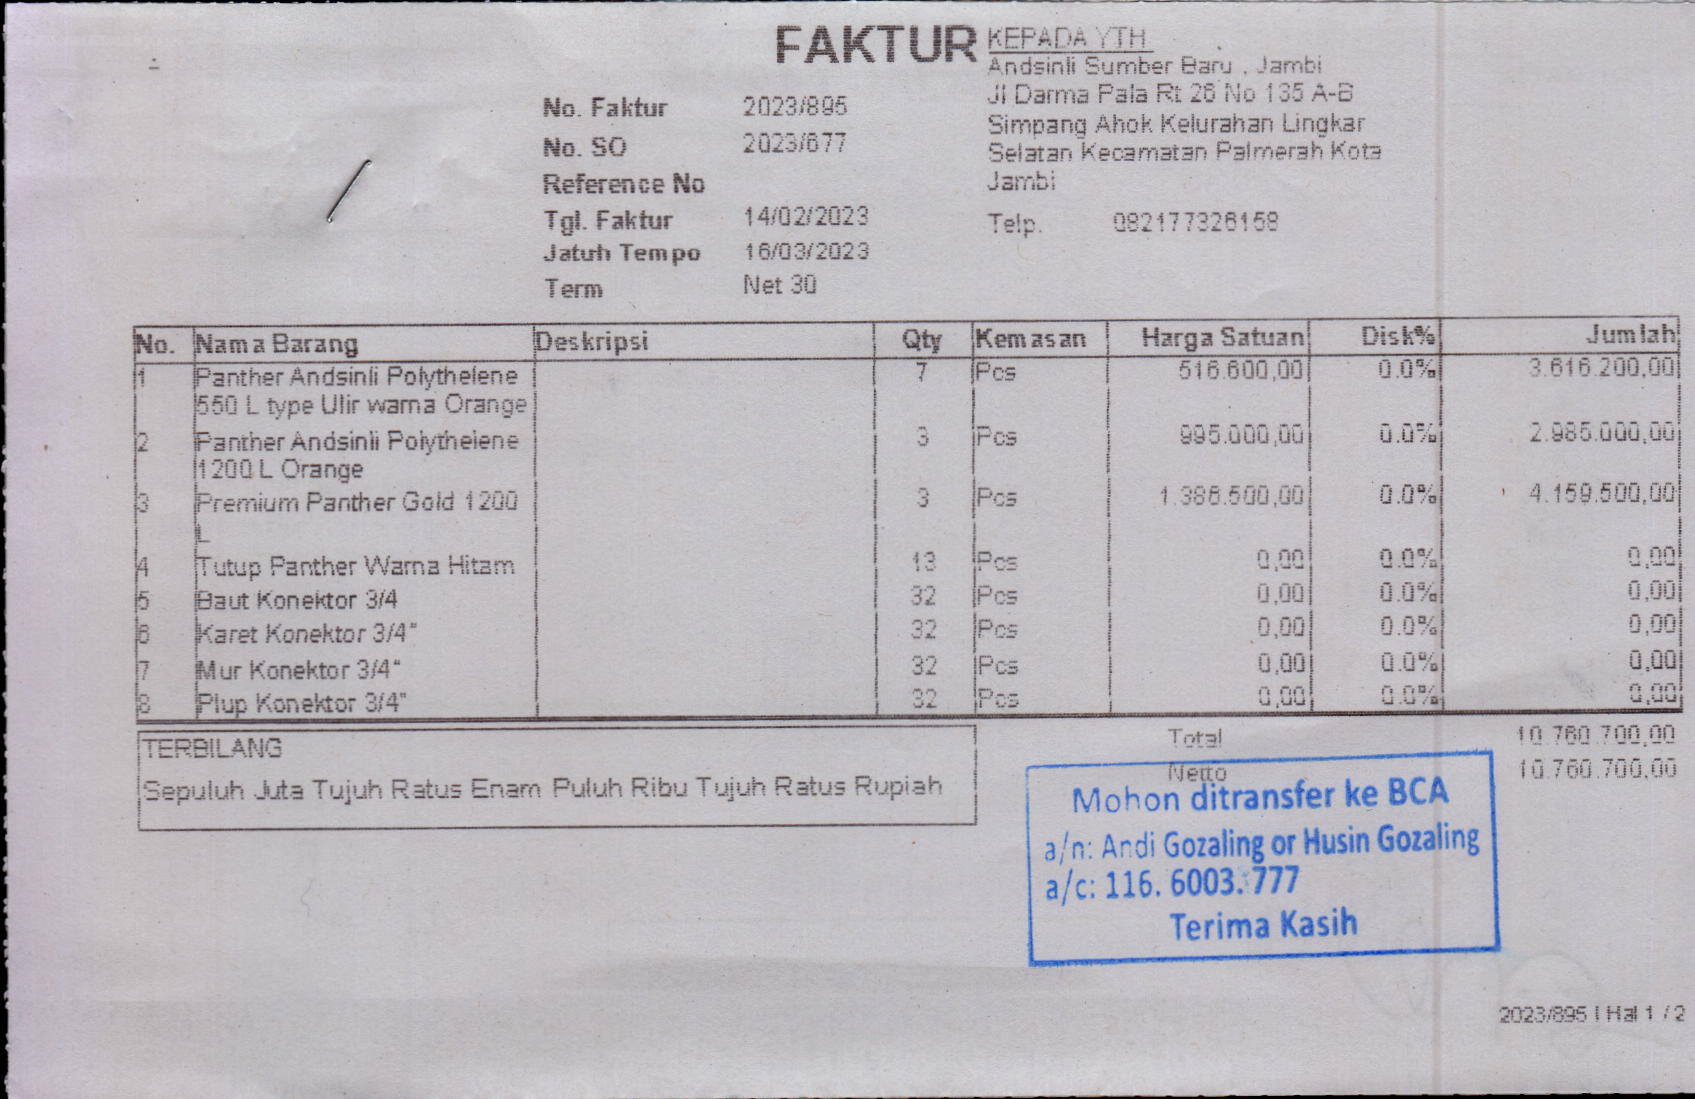 FAKTUR
KEPADA YTH
Andsinli Sumber Baru , Jambi
Jl Darma Pala Rt 26 No 135 A-B
Simpang Ahok Kelurahan Lingkar
Selatan Kecamatan Palmerah Kota
Jambi
Telp. 082177326158
No. Faktur 2023/895
No. SO 2023/677
Reference No
Tgl. Faktur 14/02/2023
Jatuh Tempo 16/03/2023
Term Net 30
No. Nama Barang Deskripsi Qty Kemasan Harga Satuan Disk% Jumlah
1 Panther Andsinli Polythelene 7 Pcs 516.600,00 0.0% 3.616.200,00
550 L type Ulir warna Orange
2 Panther Andsinli Polythelene 3 Pcs 995.000,00 0.0% 2.985.000,00
1200 L Orange
3 Premium Panther Gold 1200 3 Pcs 1.386.500,00 0.0% 4.159.500,00
L
4 Tutup Panther Warna Hitam 13 Pcs 0,00 0.0% 0,00
5 Baut Konektor 3/4 32 Pcs 0,00 0.0% 0,00
6 Karet Konektor 3/4" 32 Pcs 0,00 0.0% 0,00
7 Mur Konektor 3/4" 32 Pcs 0,00 0.0% 0,00
8 Plup Konektor 3/4" 32 Pcs 0,00 0.0% 0,00
TERBILANG
Sepuluh Juta Tujuh Ratus Enam Puluh Ribu Tujuh Ratus Rupiah
Total 10.760.700,00
Netto 10.760.700,00
Mohon ditransfer ke BCA
a/n: Andi Gozaling or Husin Gozaling
a/c: 116. 6003. 777
Terima Kasih
2023/895 | Hal 1 / 2